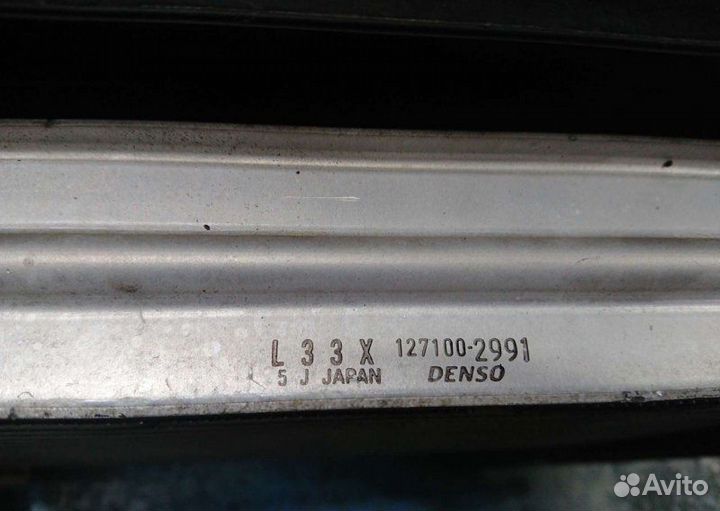 L 3 3 X 127100-2991
5 J JAPAN DENSO
Avito